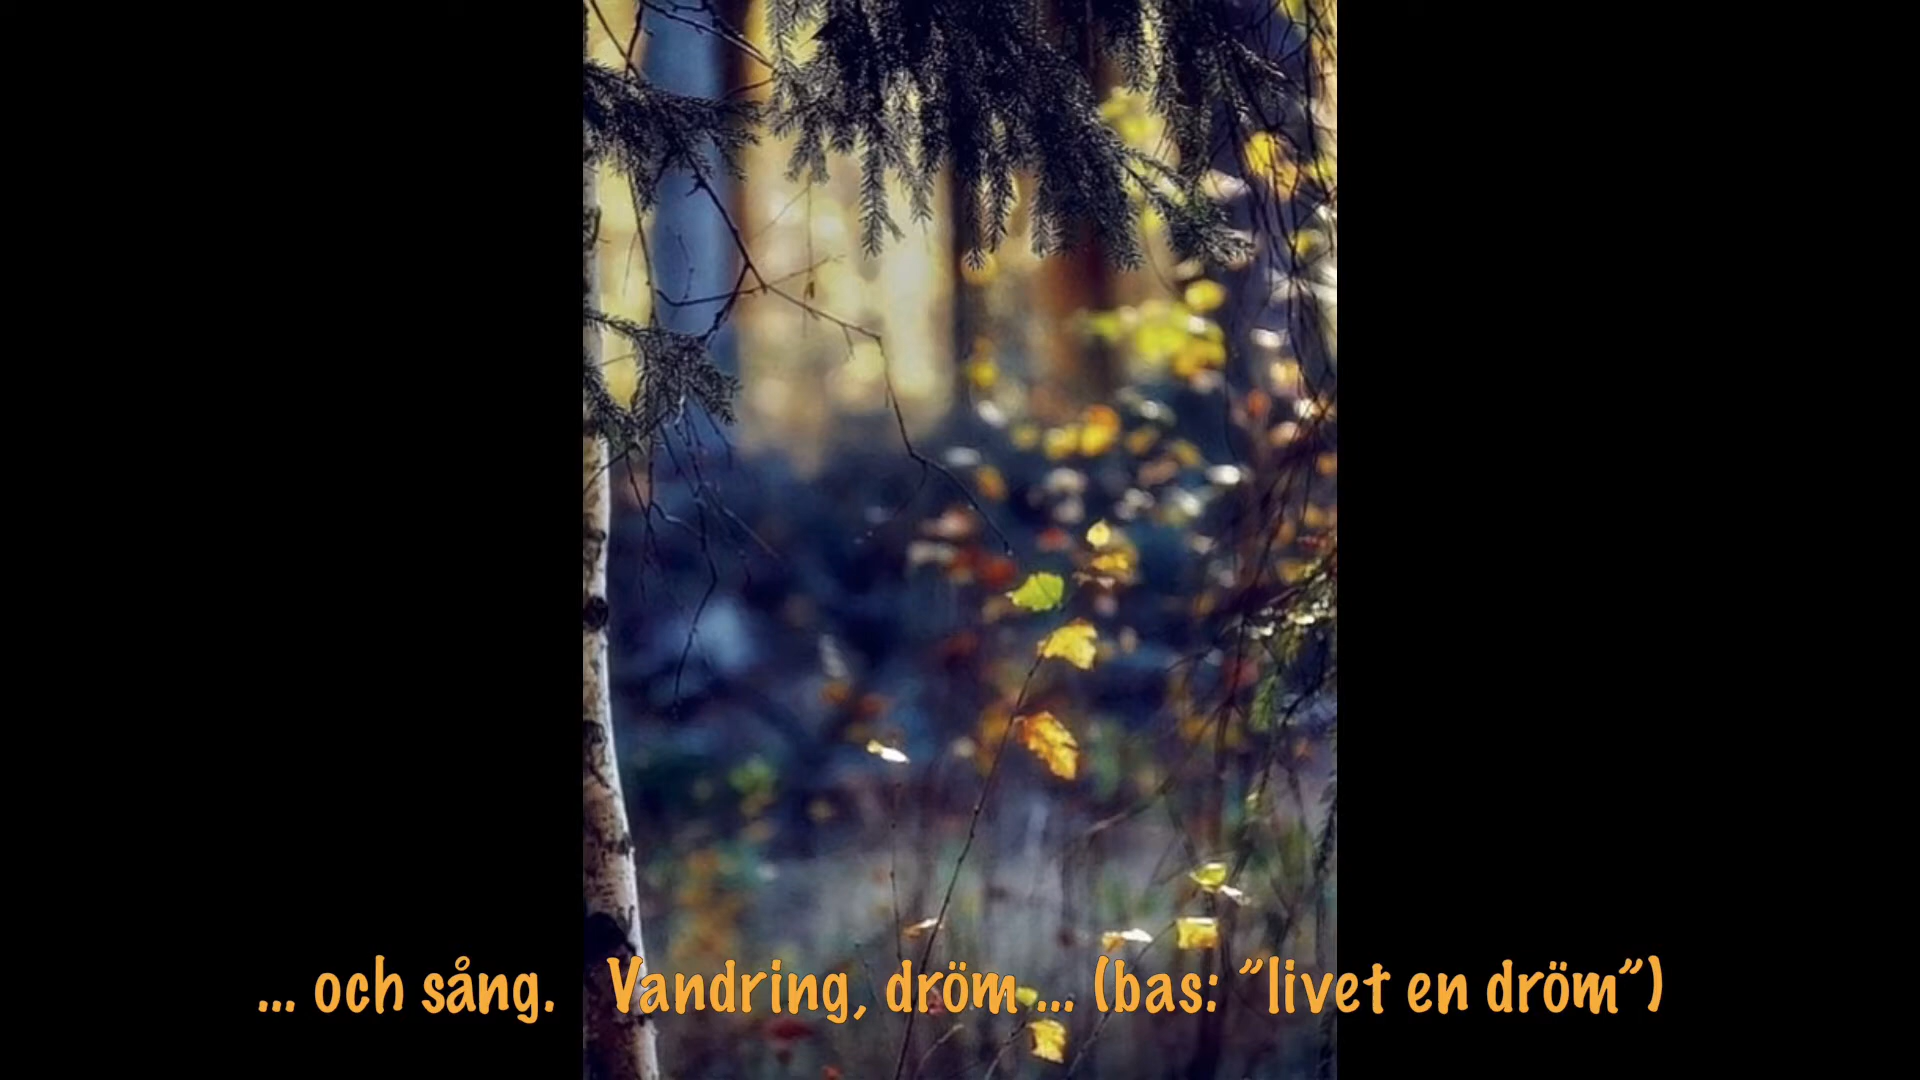 ... och sång. Vandring, dröm ... (bas: ”livet en dröm”)